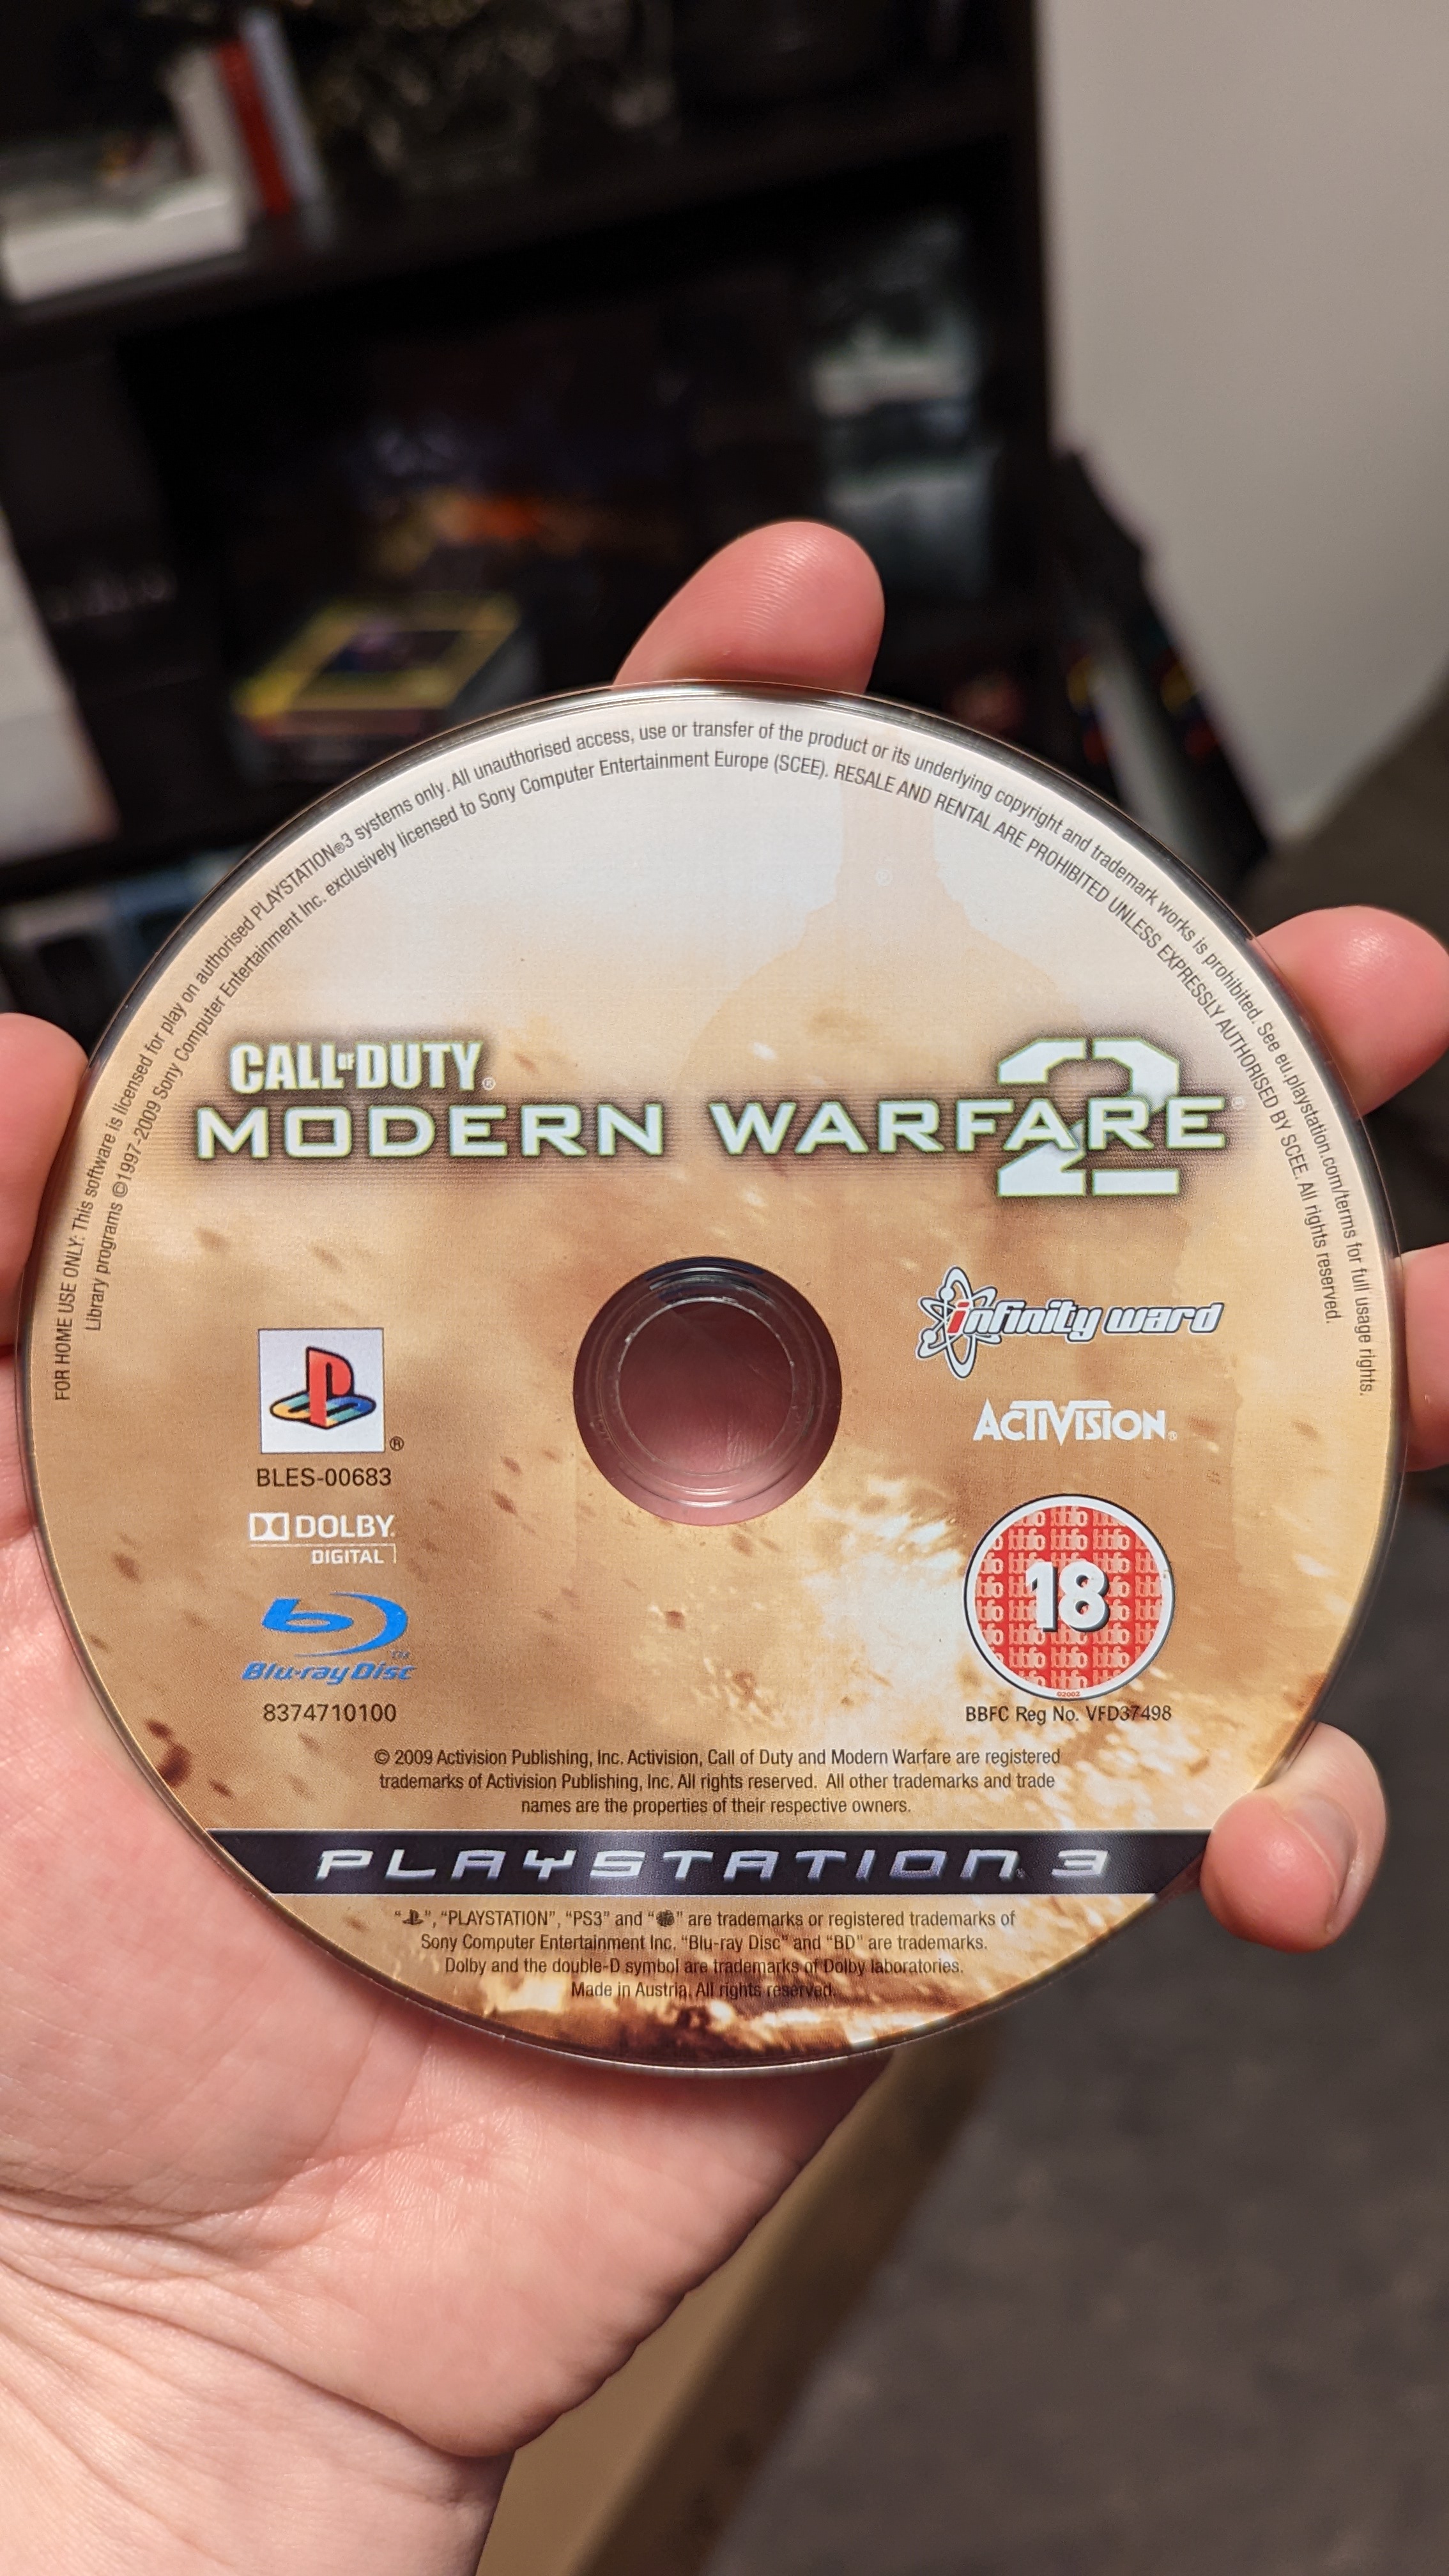 FOR HOME USE ONLY: This software is licensed for play on authorised PLAYSTATION®3 systems only. All unauthorised access, use or transfer of the product or its underlying copyright and trademark works is prohibited. See eu.playstation.com/terms for full usage rights.
Library programs ©1997-2009 Sony Computer Entertainment Inc. exclusively licensed to Sony Computer Entertainment Europe (SCEE). RESALE AND RENTAL ARE PROHIBITED UNLESS EXPRESSLY AUTHORISED BY SCEE. All rights reserved.
CALL OF DUTY®
MODERN WARFARE®
2
infinity ward
ACTIVISION®
®
BLES-00683
DOLBY
DIGITAL
Blu-ray Disc™
8374710100
bbfc
18
©2002
BBFC Reg No. VFD37498
© 2009 Activision Publishing, Inc. Activision, Call of Duty and Modern Warfare are registered
trademarks of Activision Publishing, Inc. All rights reserved. All other trademarks and trade
names are the properties of their respective owners.
PLAYSTATION® 3
“ ”, “PLAYSTATION”, “PS3” and “ ” are trademarks or registered trademarks of
Sony Computer Entertainment Inc. “Blu-ray Disc” and “BD” are trademarks.
Dolby and the double-D symbol are trademarks of Dolby laboratories.
Made in Austria. All rights reserved.